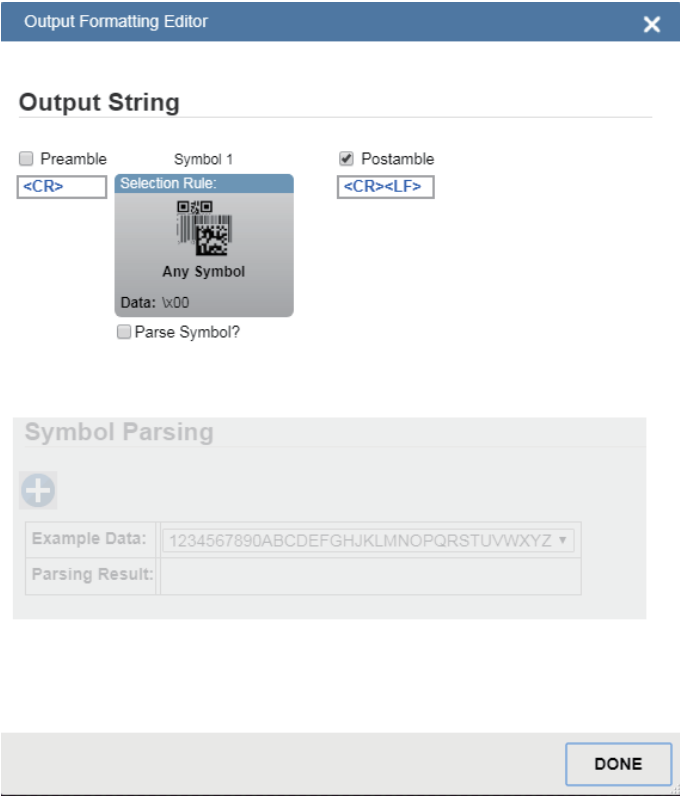 Output Formatting Editor
Output String
Preamble Symbol 1 Postamble
<CR> Selection Rule: <CR><LF>
Any Symbol
Data: \x00
Parse Symbol?
Symbol Parsing
Example Data: 1234567890ABCDEFGHJKLMNOPQRSTUVWXYZ
Parsing Result:
DONE